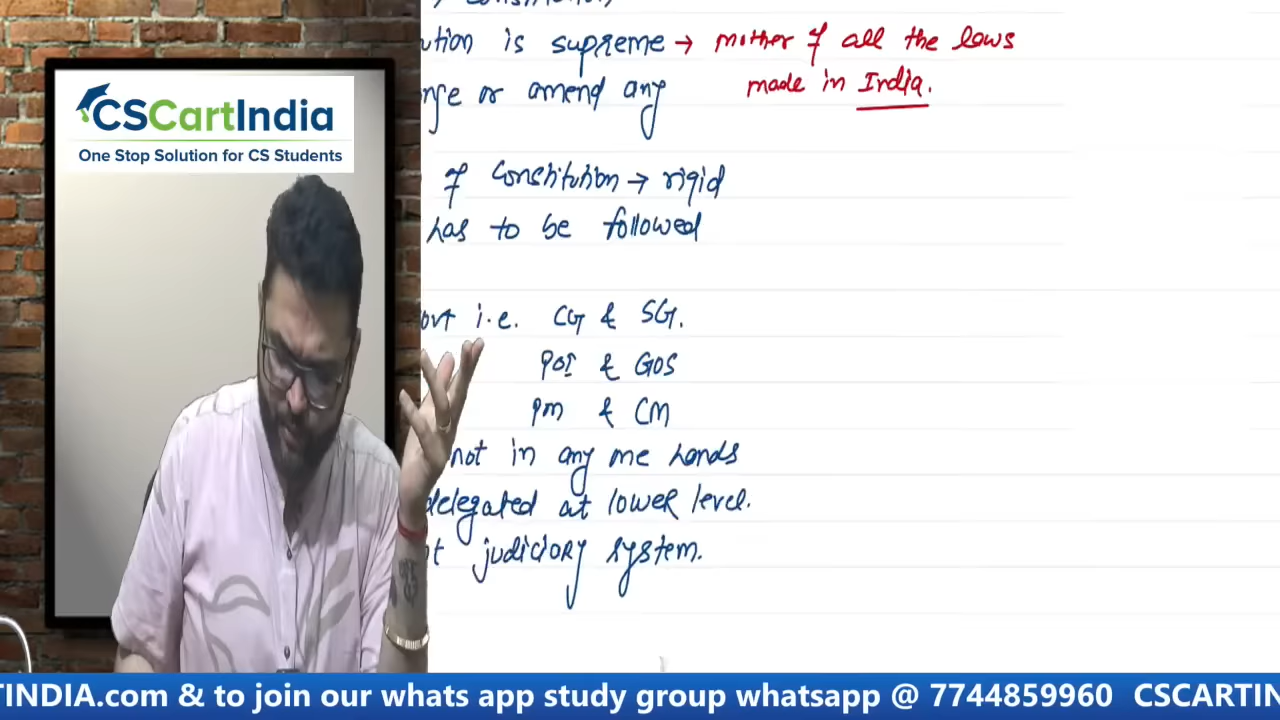 CSCartIndia
One Stop Solution for CS Students
ution is supreme → mother of all the laws
made in India.
or amend any
of constitution → rigid
has to be followed
i.e. CG & SG.
POI & GOS
PM & CM
not in any one hands
delegated at lower level.
judiciary system.
TINDIA.com & to join our whats app study group whatsapp @ 7744859960 CSCARTIN